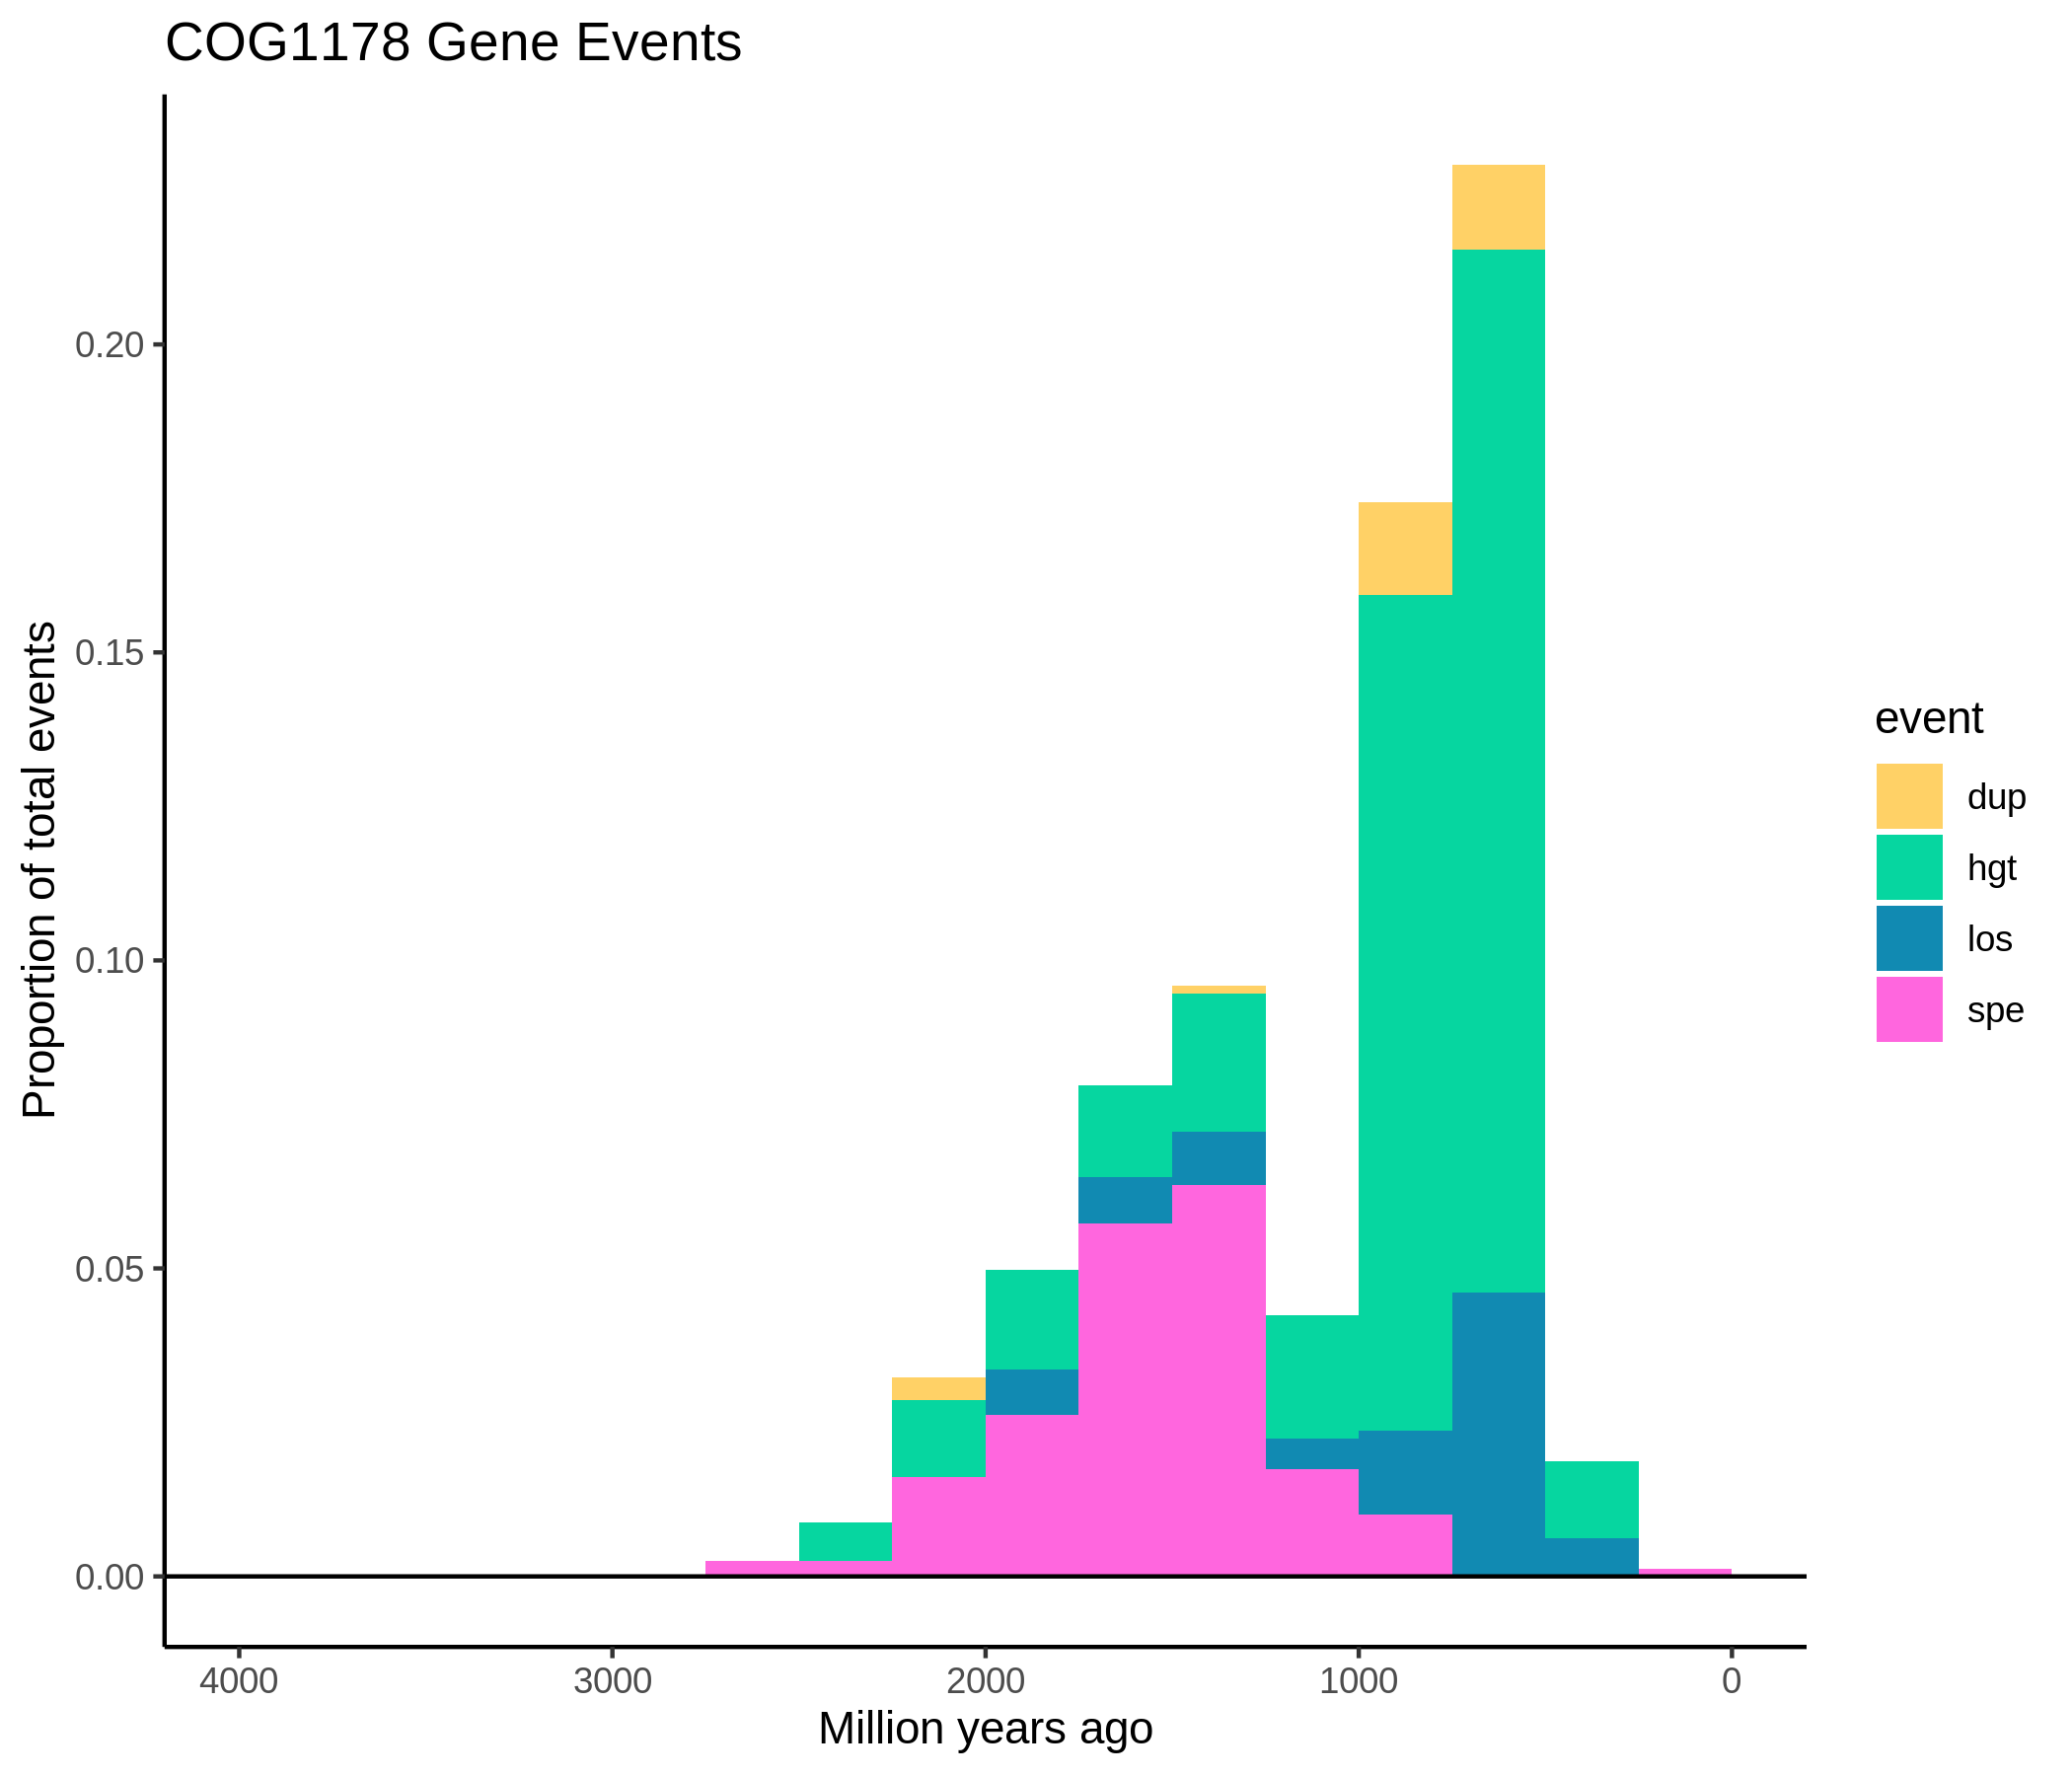 COG1178 Gene Events
Proportion of total events
0.20
0.15
0.10
0.05
0.00
4000 3000 2000 1000 0
Million years ago
event
dup
hgt
los
spe